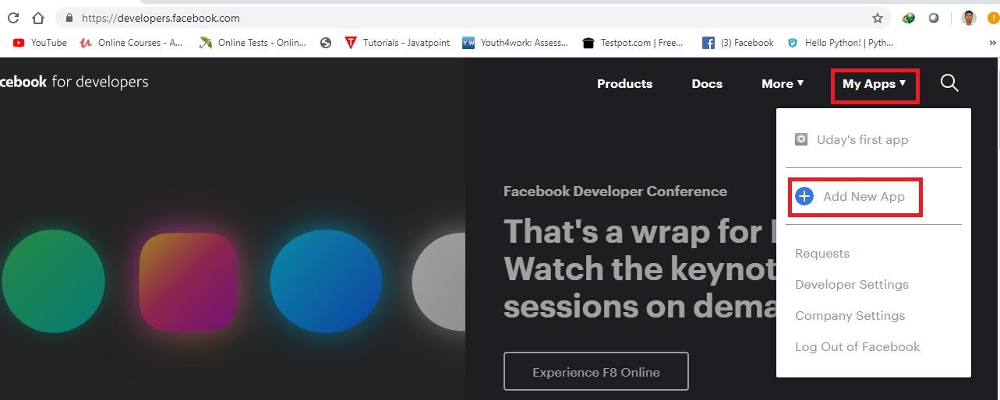 https://developers.facebook.com
YouTube Online Courses - A... Online Tests - Onlin... Tutorials - Javatpoint Youth4work: Assess... Testpot.com | Free... (3) Facebook Hello Python! | Pyth... »
cebook for developers Products Docs More ▼ My Apps ▼
Uday's first app
Add New App
Requests
Developer Settings
Company Settings
Log Out of Facebook
Facebook Developer Conference
That's a wrap for
Watch the keynot
sessions on dema
Experience F8 Online